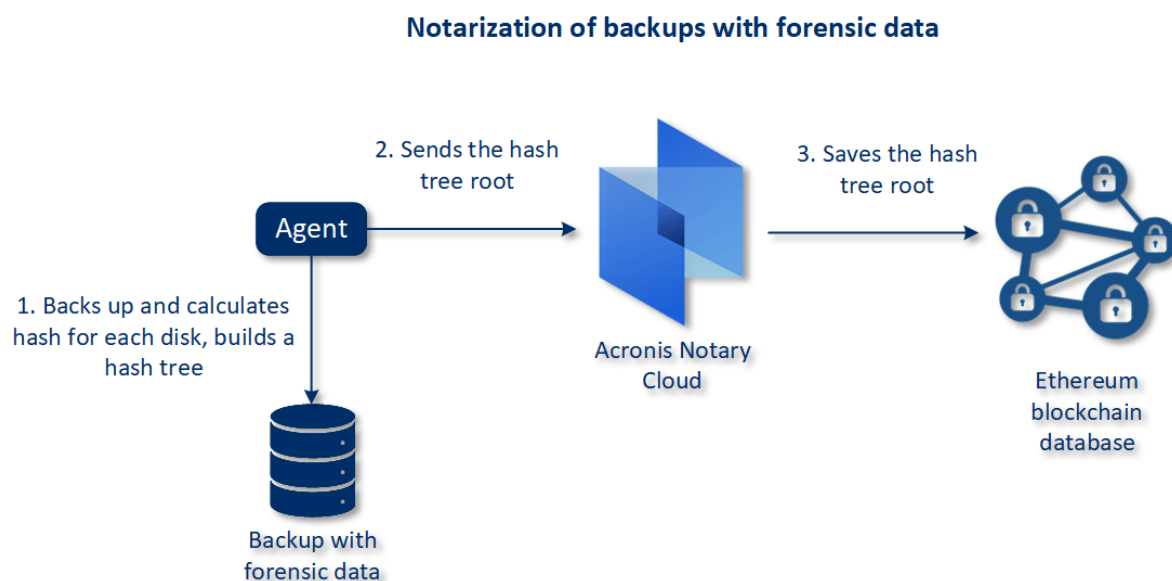 Notarization of backups with forensic data
2. Sends the hash
tree root
3. Saves the hash
tree root
Agent
1. Backs up and calculates
hash for each disk, builds a
hash tree
Acronis Notary
Cloud
Ethereum
blockchain
database
Backup with
forensic data